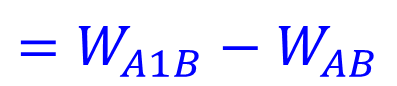 = W_{A1B} − W_{AB}